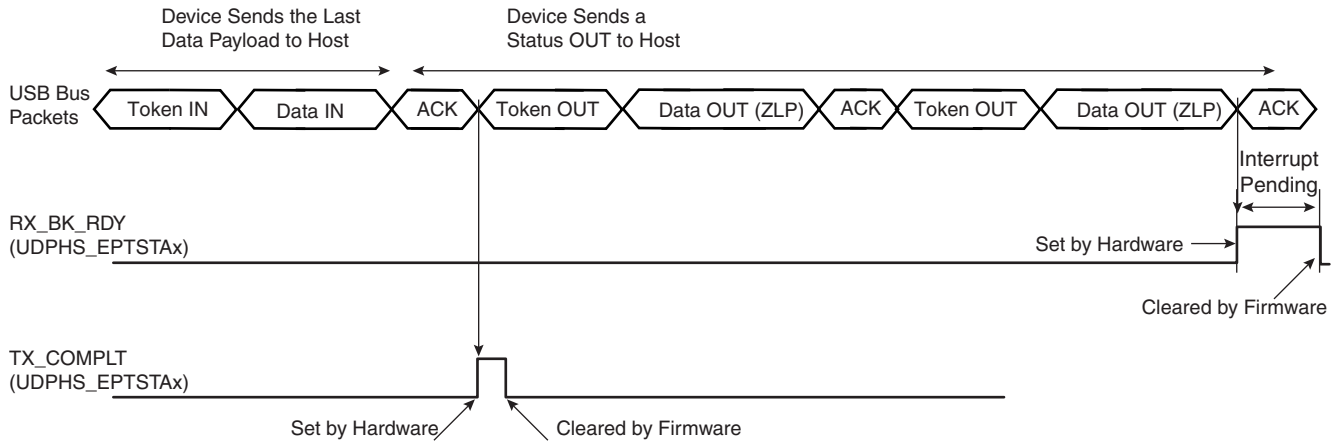 Device Sends the Last
Data Payload to Host
Device Sends a
Status OUT to Host
USB Bus
Packets
Token IN
Data IN
ACK
Token OUT
Data OUT (ZLP)
ACK
Token OUT
Data OUT (ZLP)
ACK
Interrupt
Pending
RX_BK_RDY
(UDPHS_EPTSTAx)
Set by Hardware
Cleared by Firmware
TX_COMPLT
(UDPHS_EPTSTAx)
Set by Hardware
Cleared by Firmware